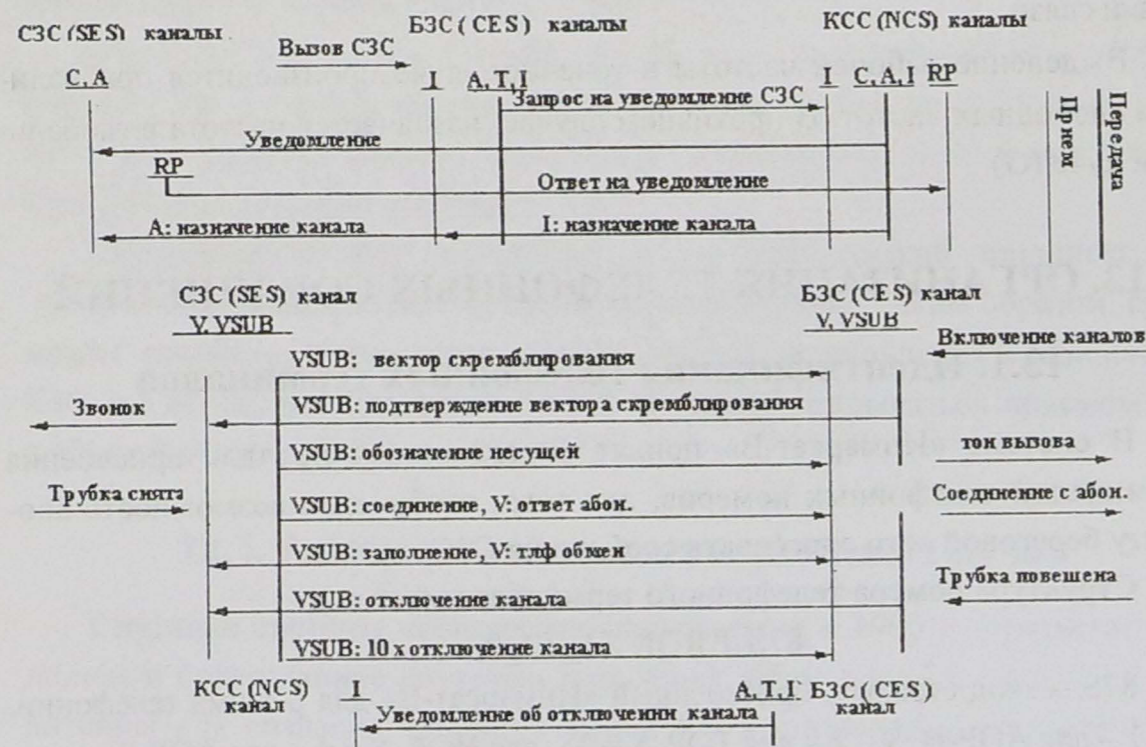 СЗС (SES) каналы
БЗС ( CES ) каналы
КСС (NCS) каналы
Вызов СЗС
С, А
I
A, T, I
Запрос на уведомление СЗС
I
С, А, I
RP
Прием
Передача
Уведомление
RP
Ответ на уведомление
А: назначение канала
I: назначение канала
СЗС (SES) канал
БЗС (CES) канал
V, VSUB
V, VSUB
Включение каналов
VSUB: вектор скремблирования
Звонок
VSUB: подтверждение вектора скремблирования
VSUB: обозначение несущей
тон вызова
Трубка снята
VSUB: соединение, V: ответ абон.
Соединение с абон.
VSUB: заполнение, V: тлф обмен
Трубка повешена
VSUB: отключение канала
VSUB: 10 х отключение канала
КСС (NCS) канал
I
A, T, I
БЗС (CES) канал
Уведомление об отключении канала